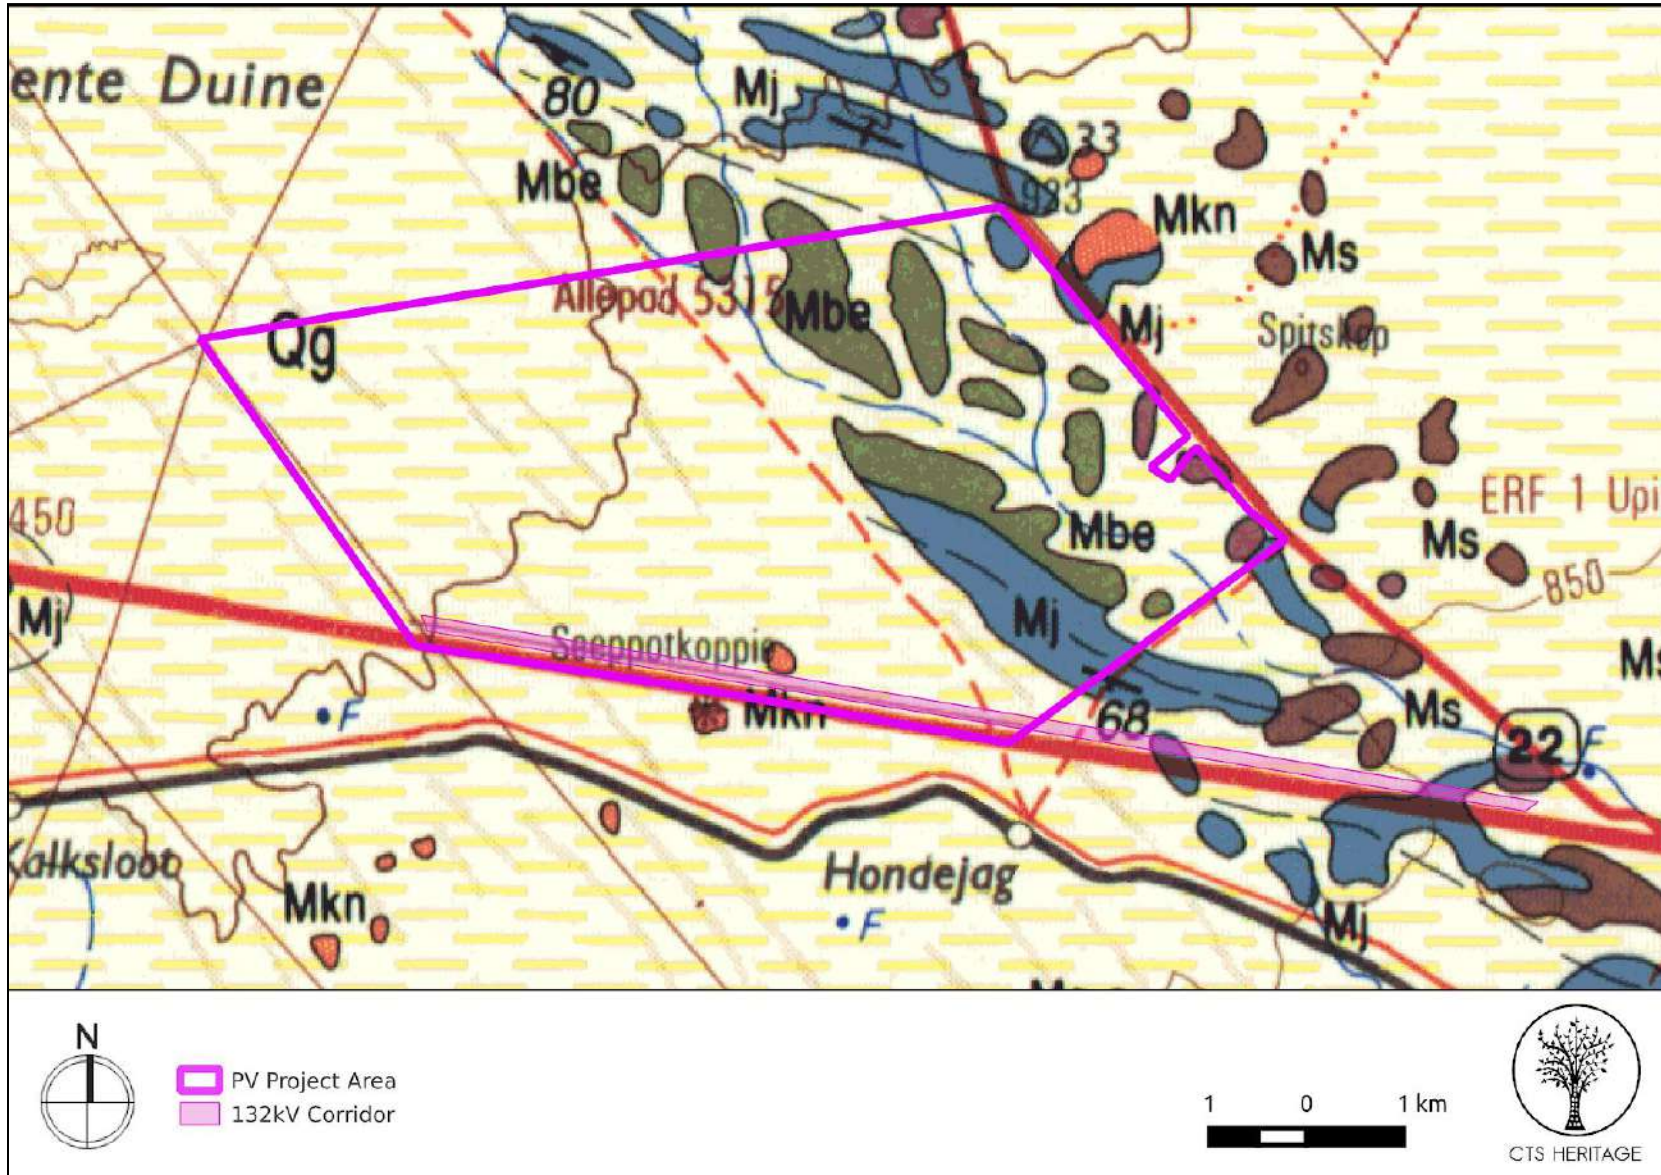 ente Duine
80
Mj
33
Mbe
983
Mkn
Ms
Qg
Allepad 5315
Mbe
Mj
Spitskop
450
Mbe
Ms
ERF 1 Upi
850
Mj
Mj
Seeppotkoppie
Ms
Mkn
68
Ms
F
22
F
Kalksloot
Mkn
Hondejag
F
Mj
N
PV Project Area
132kV Corridor
1 0 1 km
CTS HERITAGE